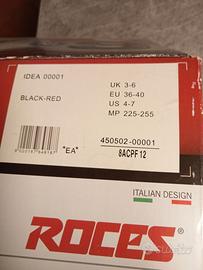 IDEA 00001
UK 3-6
EU 36-40
BLACK-RED
US 4-7
MP 225-255
"EA"
450502-00001
8ACPF12
ITALIAN DESIGN
ROCES